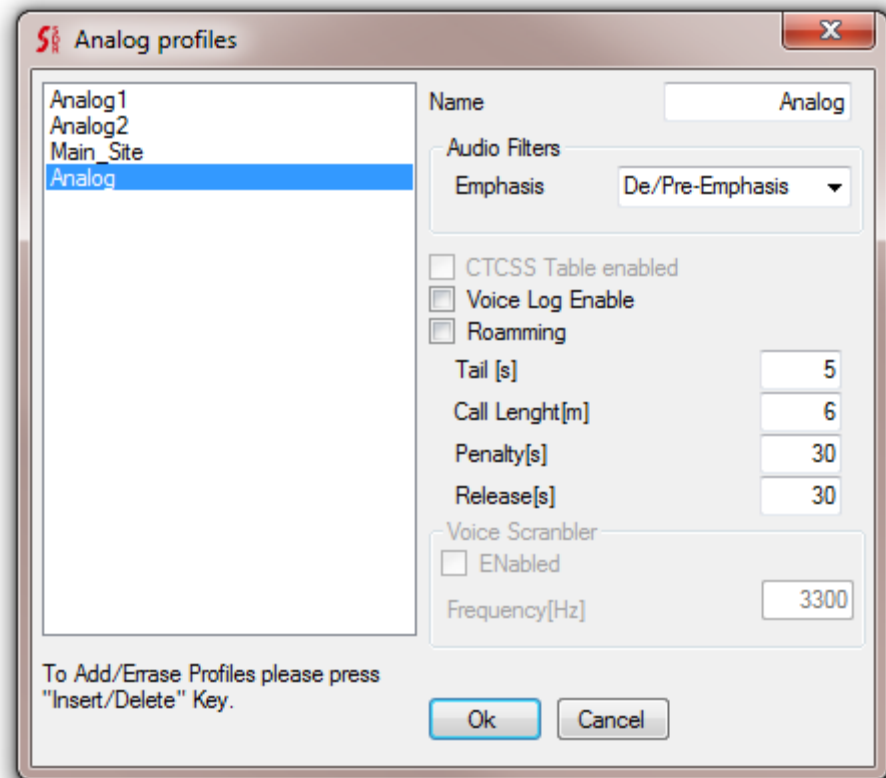 Analog profiles
Analog1
Analog2
Main_Site
Analog
To Add/Errase Profiles please press
"Insert/Delete" Key.
Name Analog
Audio Filters
Emphasis De/Pre-Emphasis
CTCSS Table enabled
Voice Log Enable
Roamming
Tail [s] 5
Call Lenght[m] 6
Penalty[s] 30
Release[s] 30
Voice Scranbler
ENabled
Frequency[Hz] 3300
Ok Cancel